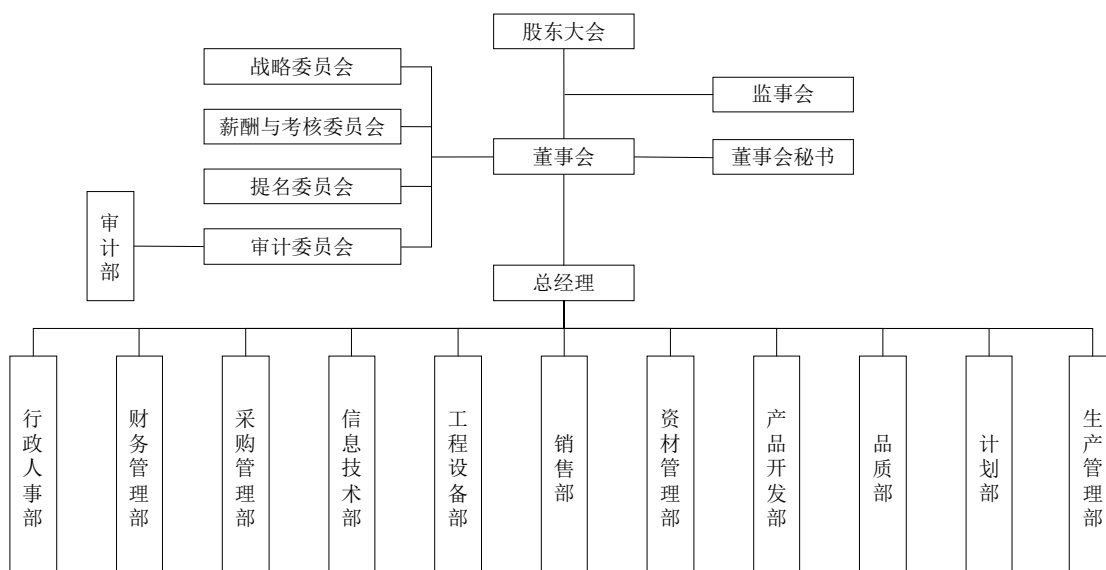 股东大会
战略委员会
监事会
薪酬与考核委员会
董事会
董事会秘书
提名委员会
审计部
审计委员会
总经理
行政人事部
财务管理部
采购管理部
信息技术部
工程设备部
销售部
资材管理部
产品开发部
品质部
计划部
生产管理部